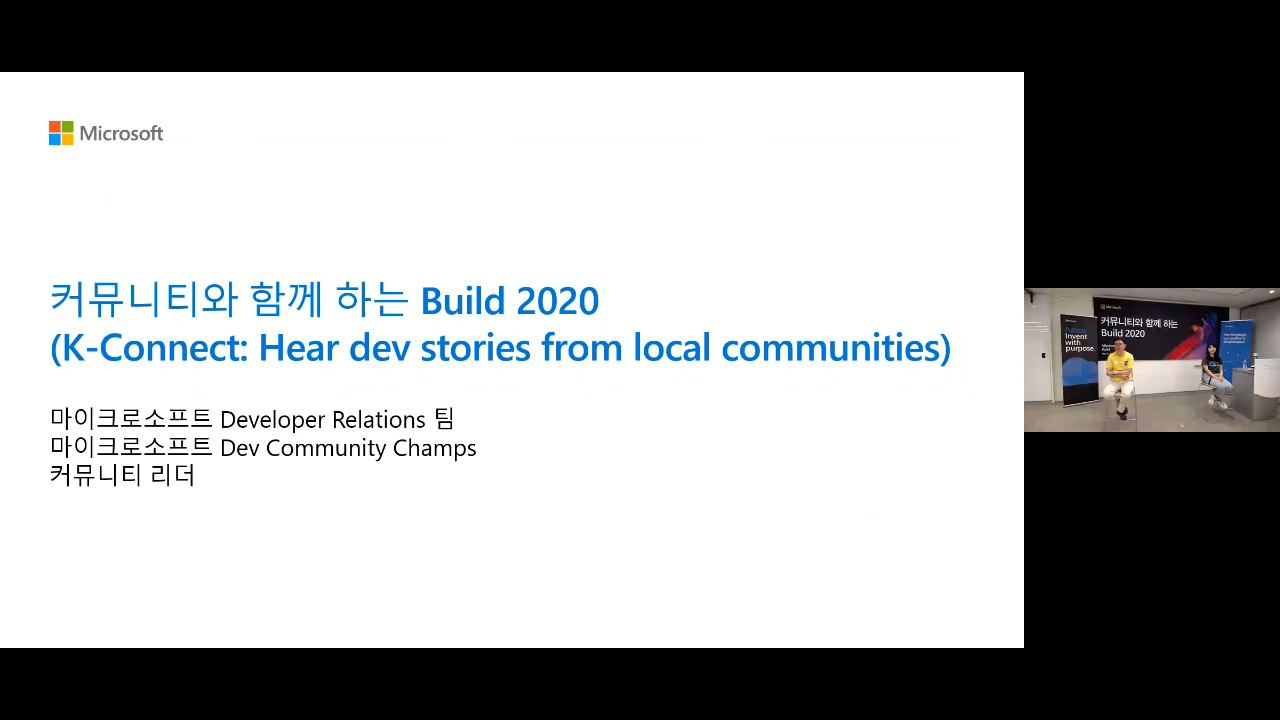 Microsoft
커뮤니티와 함께 하는 Build 2020
(K-Connect: Hear dev stories from local communities)
마이크로소프트 Developer Relations 팀
마이크로소프트 Dev Community Champs
커뮤니티 리더
Microsoft
커뮤니티와 함께 하는
Build 2020
Invent
with
purpose.